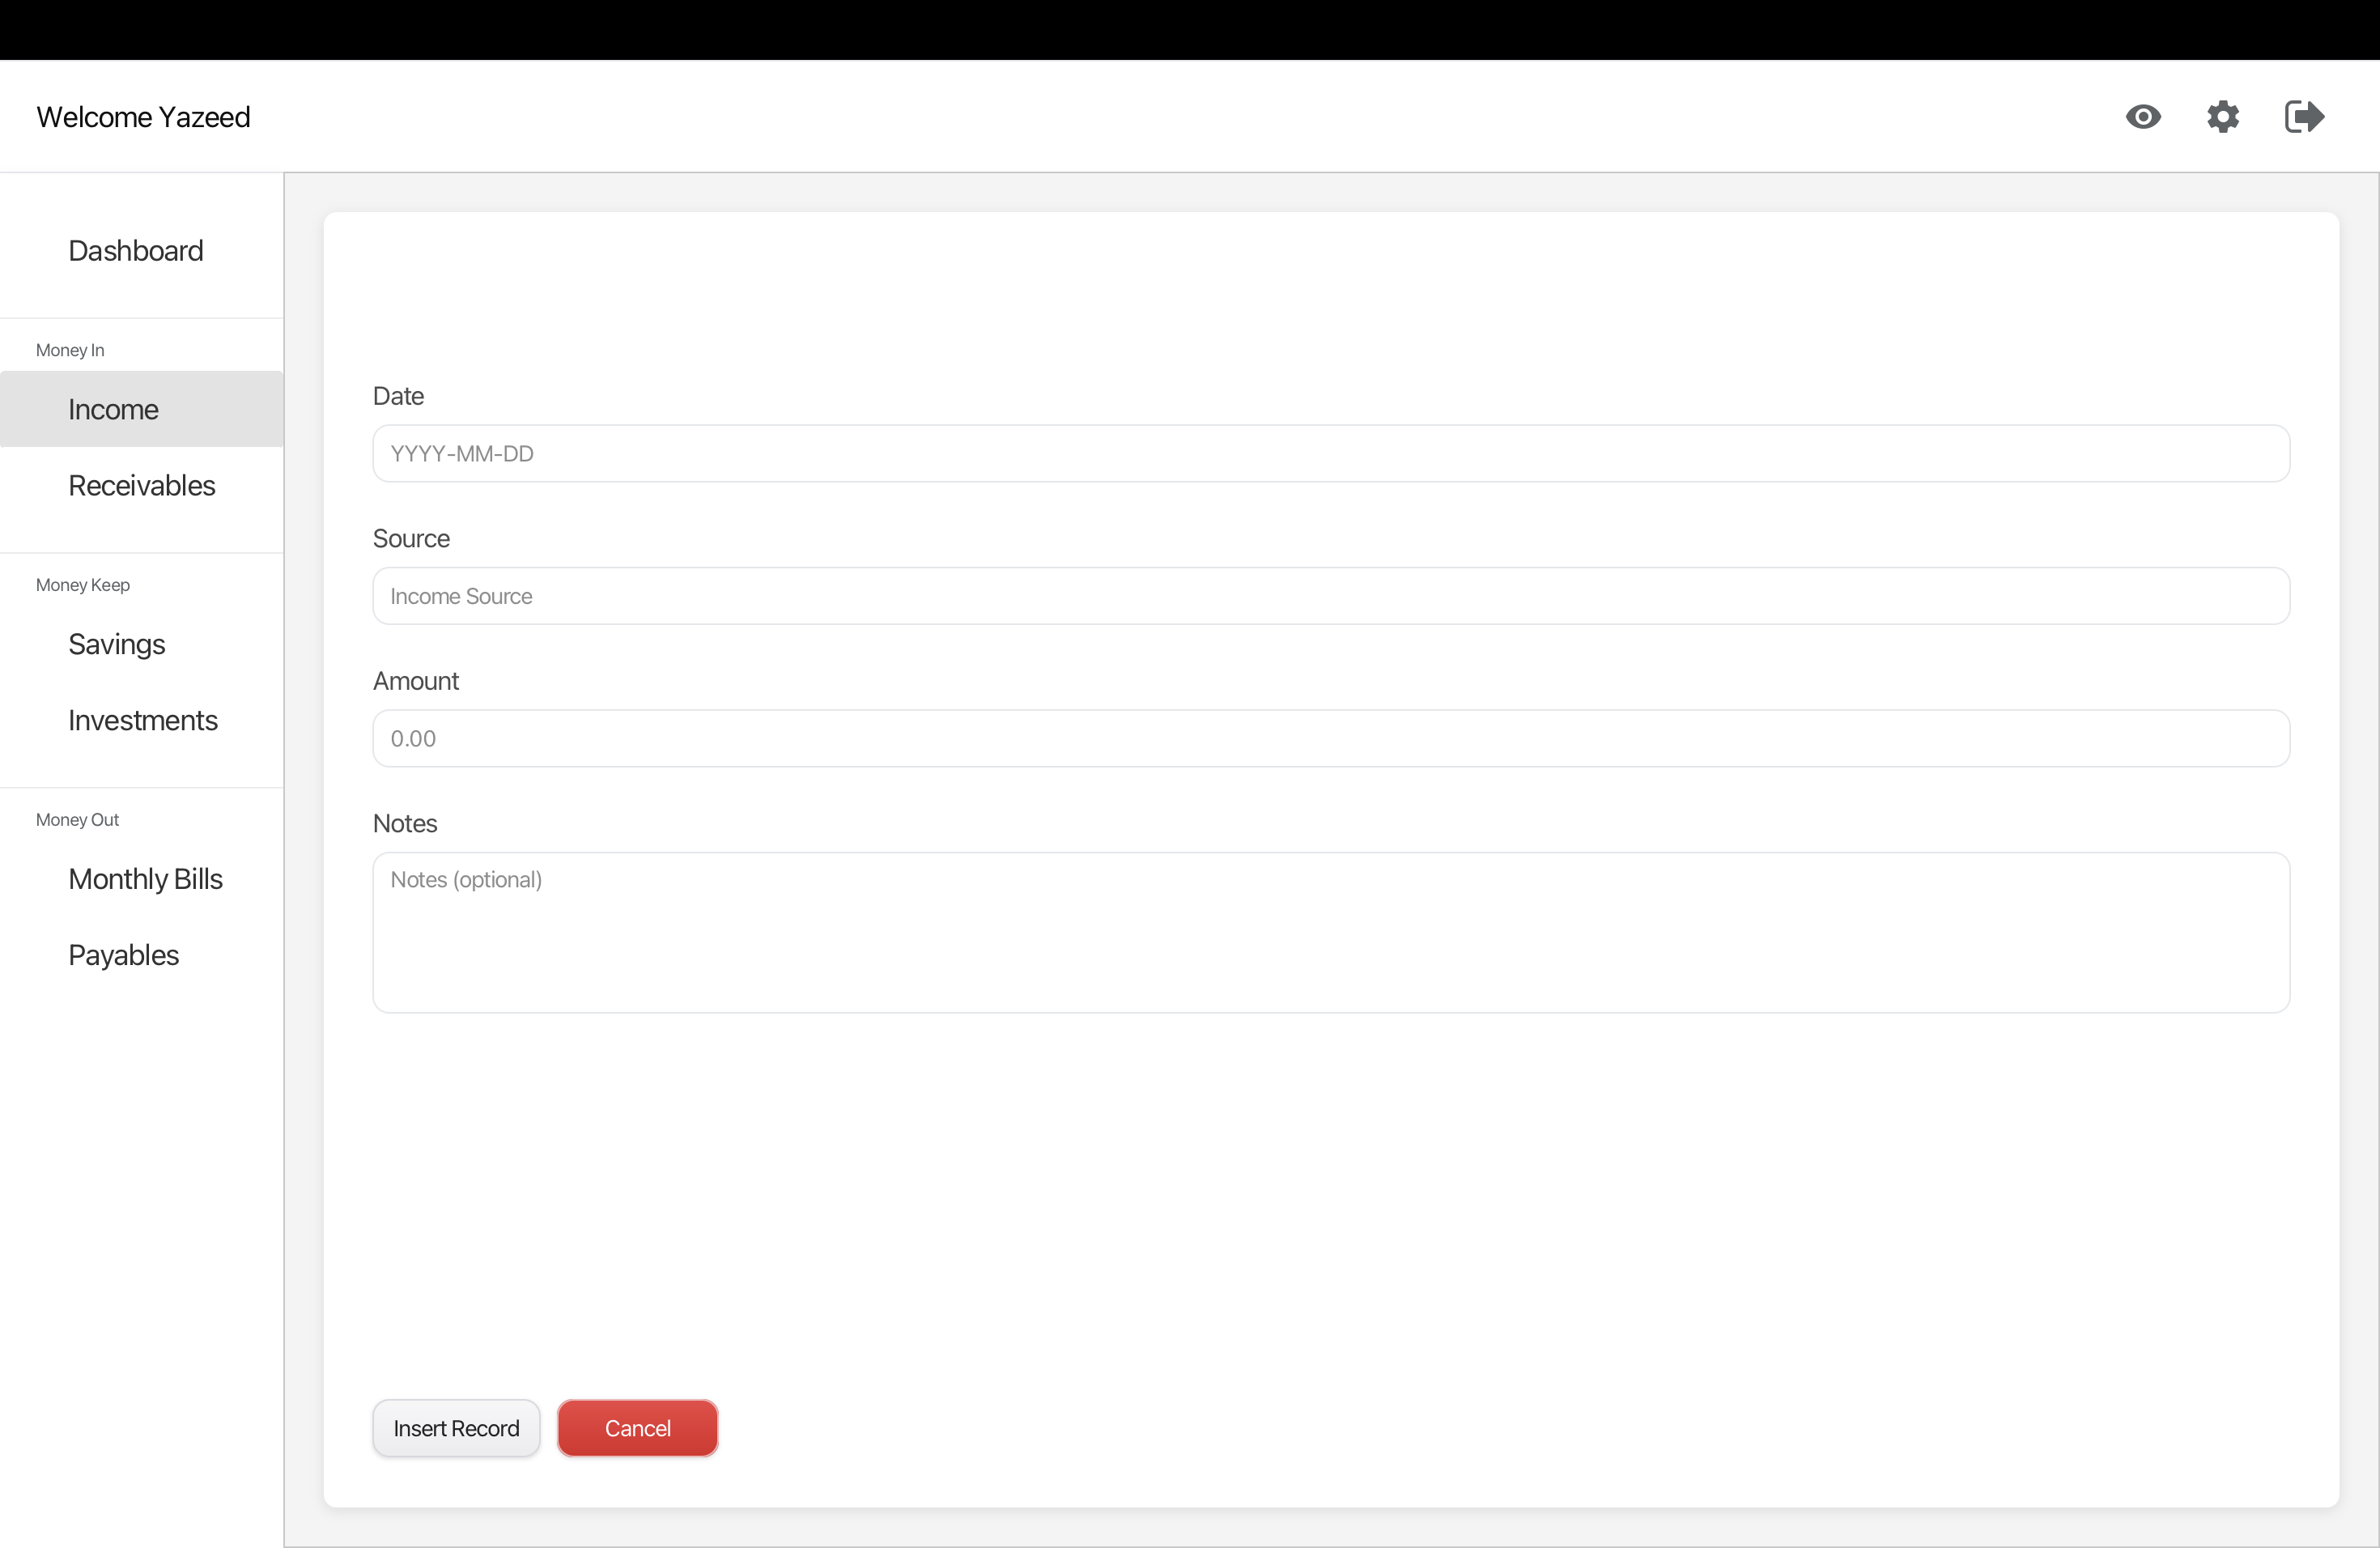 Welcome Yazeed
Dashboard
Money In
Income
Receivables
Money Keep
Savings
Investments
Money Out
Monthly Bills
Payables
Date
YYYY-MM-DD
Source
Income Source
Amount
0.00
Notes
Notes (optional)
Insert Record
Cancel